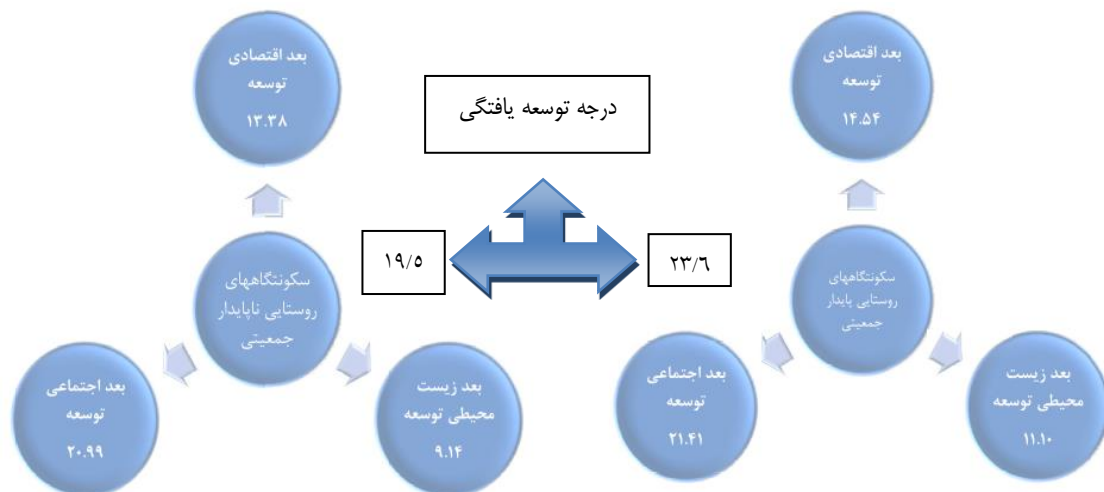 بعد اقتصادی
توسعه
۱۴.۵۴
سکونتگاههای
روستایی پایدار
جمعیتی
بعد زیست
محیطی توسعه
۱۱.۱۰
بعد اجتماعی
توسعه
۲۱.۴۱
درجه توسعه یافتگی
۲۳/۶
۱۹/۵
بعد اقتصادی
توسعه
۱۳.۳۸
سکونتگاههای
روستایی ناپایدار
جمعیتی
بعد زیست
محیطی توسعه
۹.۱۴
بعد اجتماعی
توسعه
۲۰.۹۹